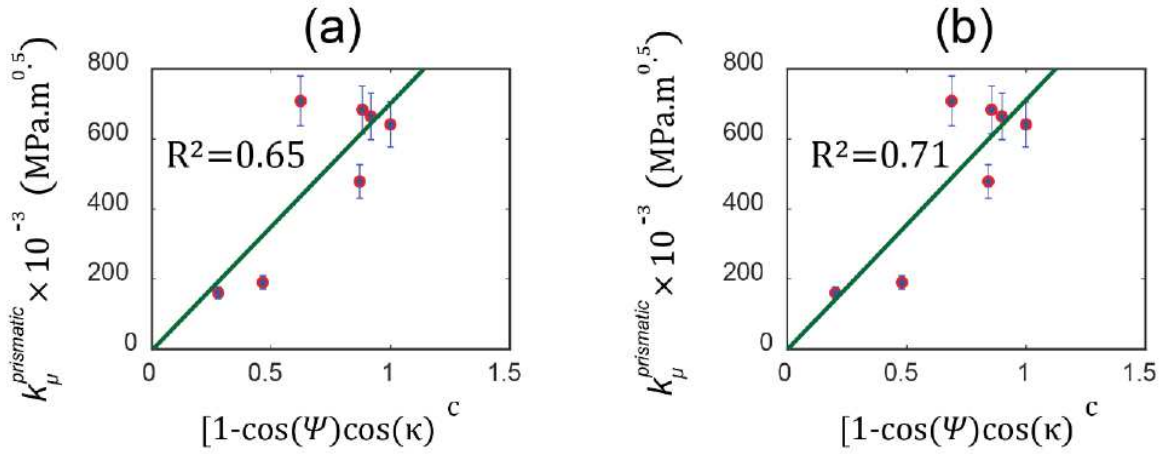 (a)
k_μ^prismatic × 10^-3 (MPa.m^0.5)
800
600
400
200
0
R²=0.65
0 0.5 1 1.5
[1-cos(Ψ)cos(κ) c
(b)
k_μ^prismatic × 10^-3 (MPa.m^0.5)
800
600
400
200
0
R²=0.71
0 0.5 1 1.5
[1-cos(Ψ)cos(κ) c